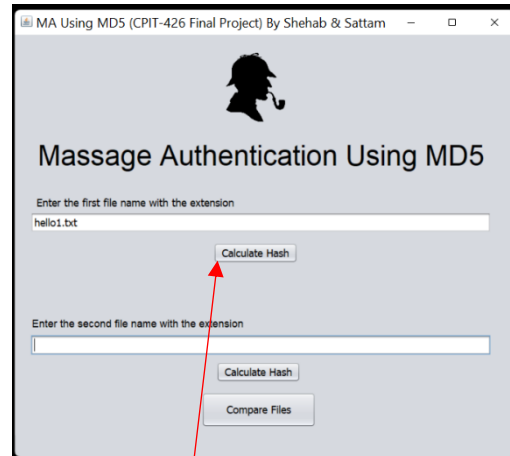 MA Using MD5 (CPIT-426 Final Project) By Shehab & Sattam
Massage Authentication Using MD5
Enter the first file name with the extension
hello1.txt
Calculate Hash
Enter the second file name with the extension
Calculate Hash
Compare Files